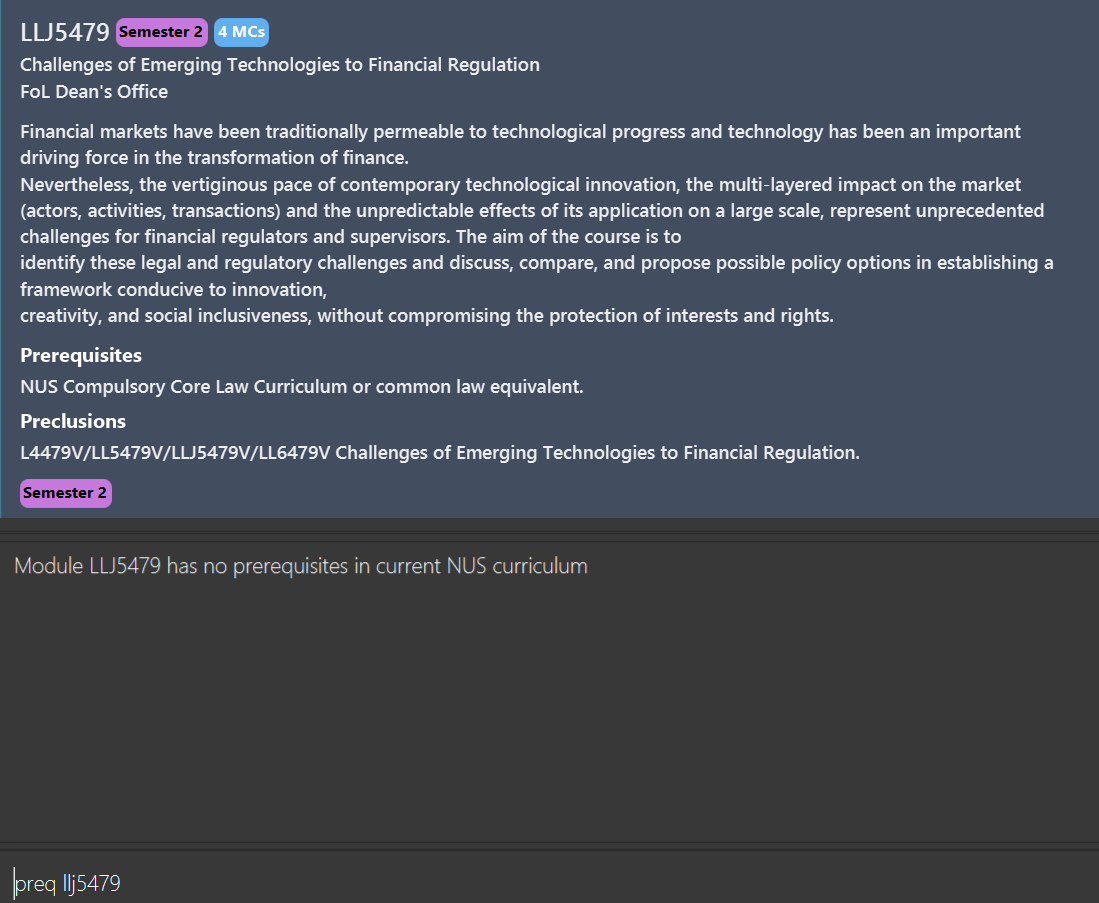 LLJ5479 Semester 2 4 MCs
Challenges of Emerging Technologies to Financial Regulation
FoL Dean's Office
Financial markets have been traditionally permeable to technological progress and technology has been an important
driving force in the transformation of finance.
Nevertheless, the vertiginous pace of contemporary technological innovation, the multi-layered impact on the market
(actors, activities, transactions) and the unpredictable effects of its application on a large scale, represent unprecedented
challenges for financial regulators and supervisors. The aim of the course is to
identify these legal and regulatory challenges and discuss, compare, and propose possible policy options in establishing a
framework conducive to innovation,
creativity, and social inclusiveness, without compromising the protection of interests and rights.
Prerequisites
NUS Compulsory Core Law Curriculum or common law equivalent.
Preclusions
L4479V/LL5479V/LLJ5479V/LL6479V Challenges of Emerging Technologies to Financial Regulation.
Semester 2
Module LLJ5479 has no prerequisites in current NUS curriculum
preq llj5479